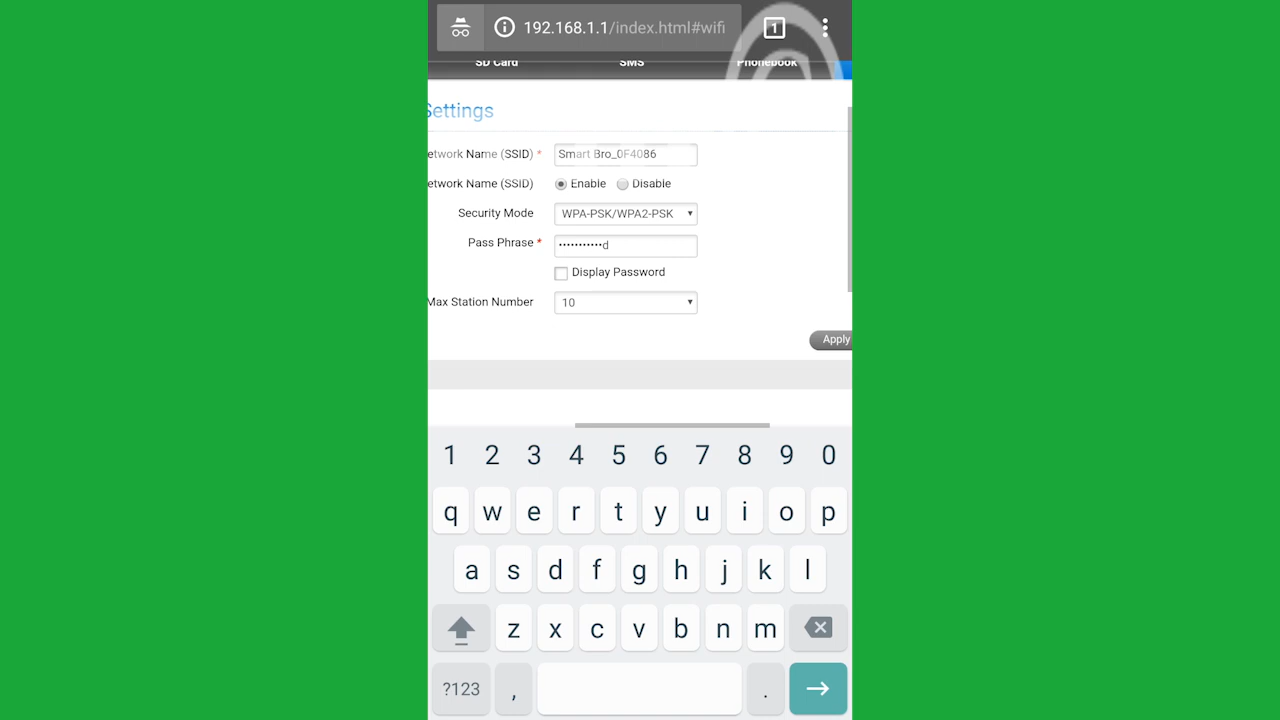 192.168.1.1/index.html#wifi 1
SD Card SMS Phonebook
Settings
etwork Name (SSID) * Smart Bro_0F4086
etwork Name (SSID) Enable Disable
Security Mode WPA-PSK/WPA2-PSK
Pass Phrase * •••••••••••d
Display Password
Max Station Number 10
Apply
1 2 3 4 5 6 7 8 9 0
q w e r t y u i o p
a s d f g h j k l
z x c v b n m
?123 , .